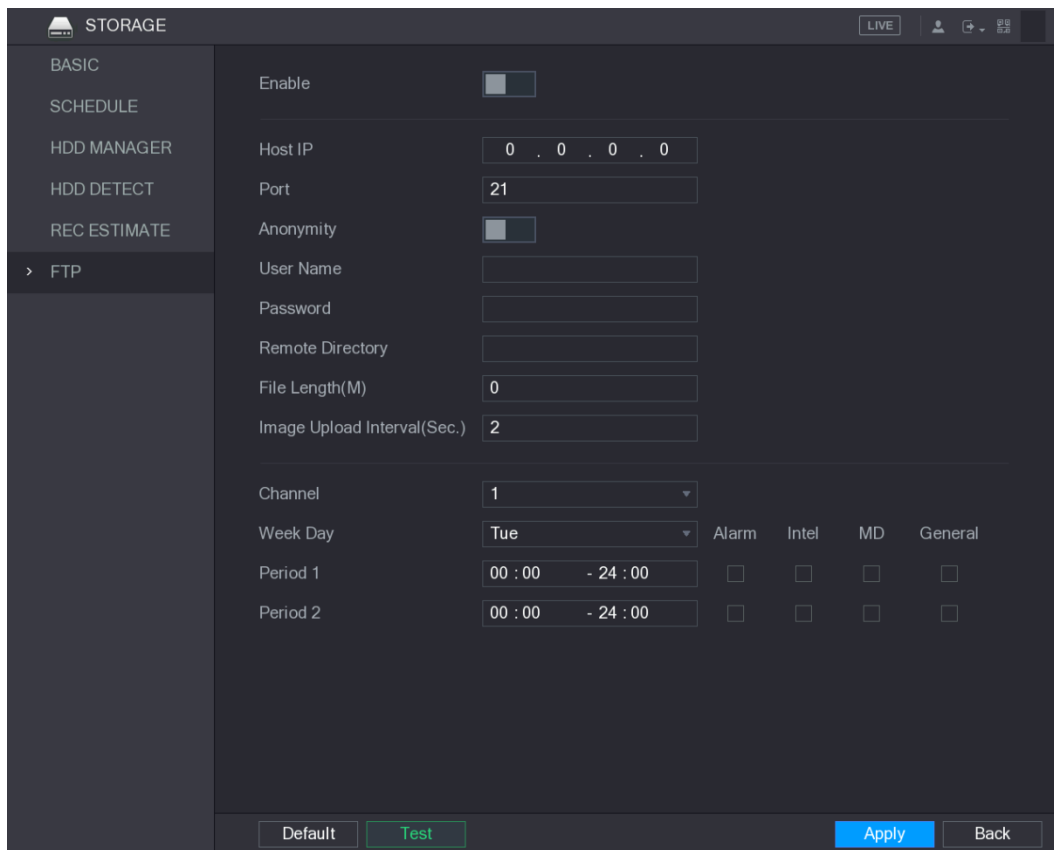 STORAGE LIVE
BASIC
SCHEDULE
HDD MANAGER
HDD DETECT
REC ESTIMATE
> FTP
Enable
Host IP 0 . 0 . 0 . 0
Port 21
Anonymity
User Name
Password
Remote Directory
File Length(M) 0
Image Upload Interval(Sec.) 2
Channel 1
Week Day Tue Alarm Intel MD General
Period 1 00 : 00 - 24 : 00
Period 2 00 : 00 - 24 : 00
Default Test Apply Back